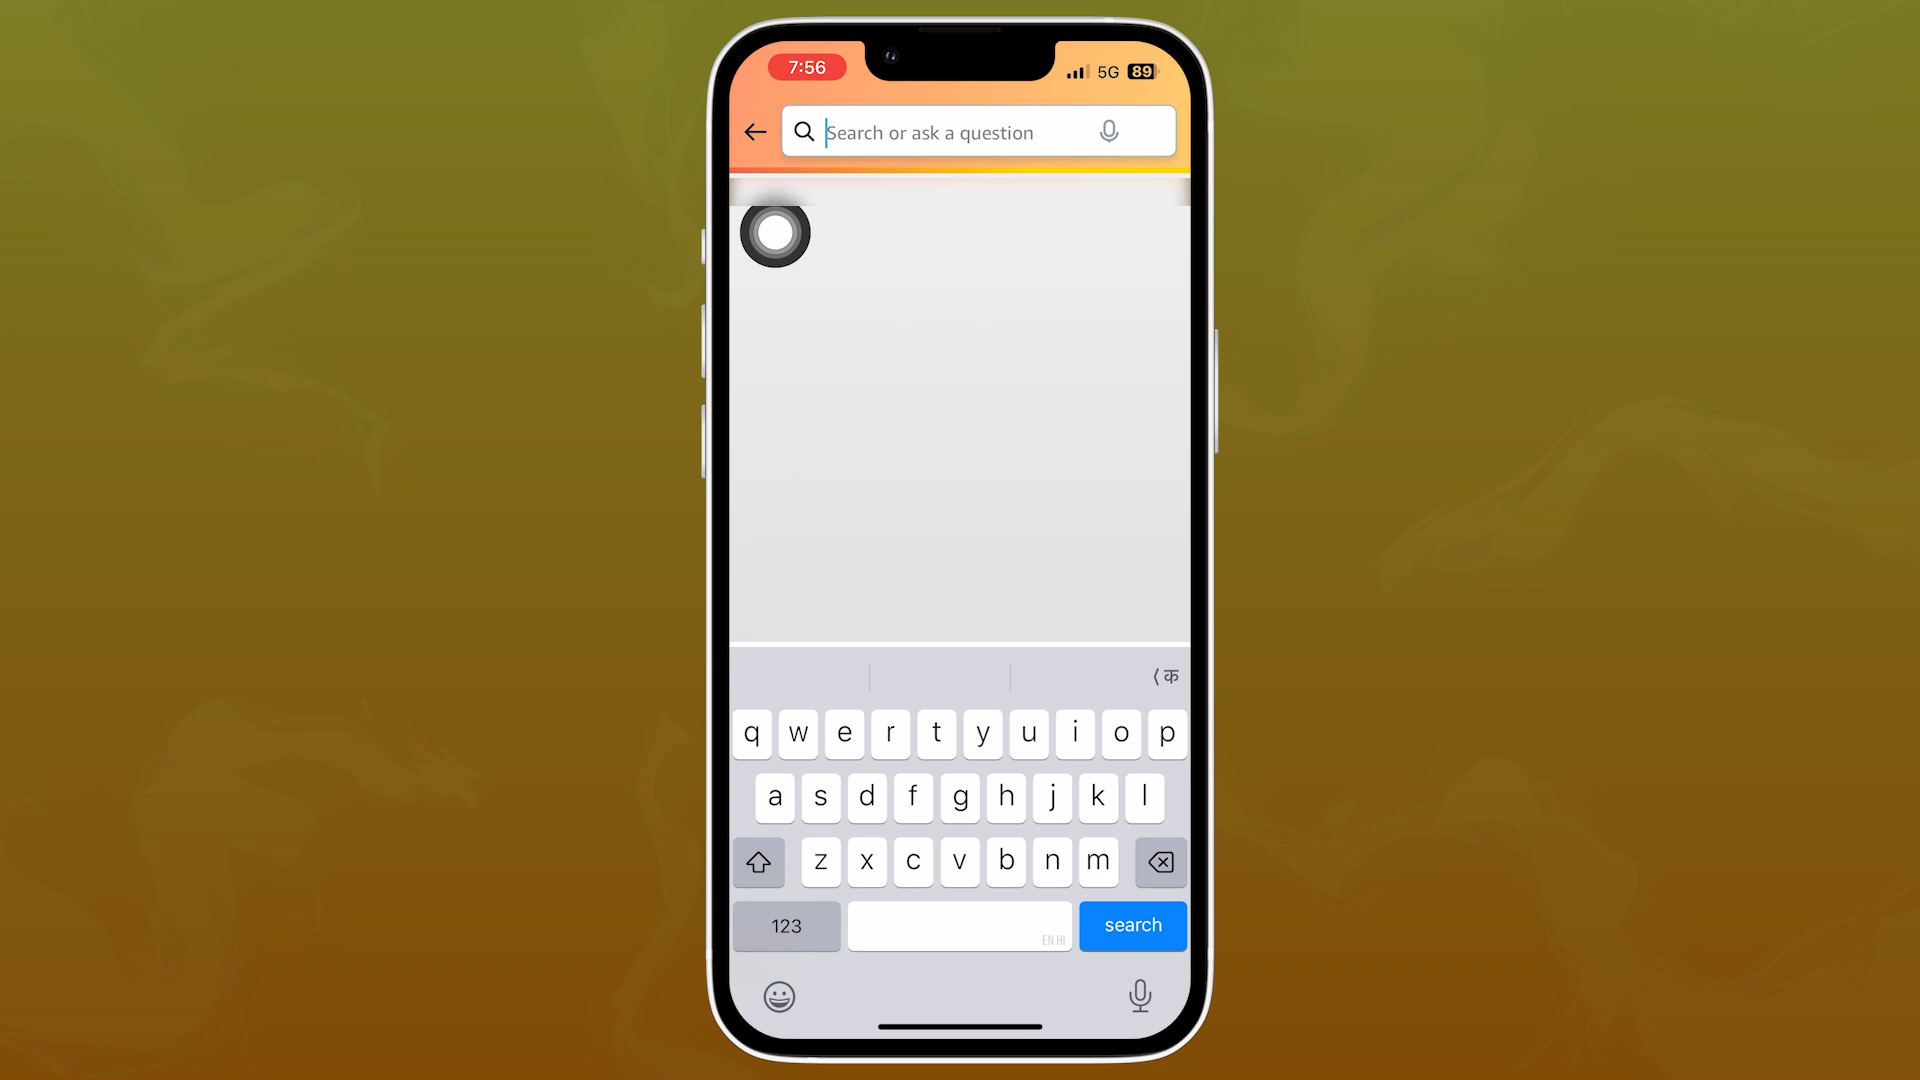 7:56
5G 89
Search or ask a question
क
q w e r t y u i o p
a s d f g h j k l
z x c v b n m
123 EN HI search